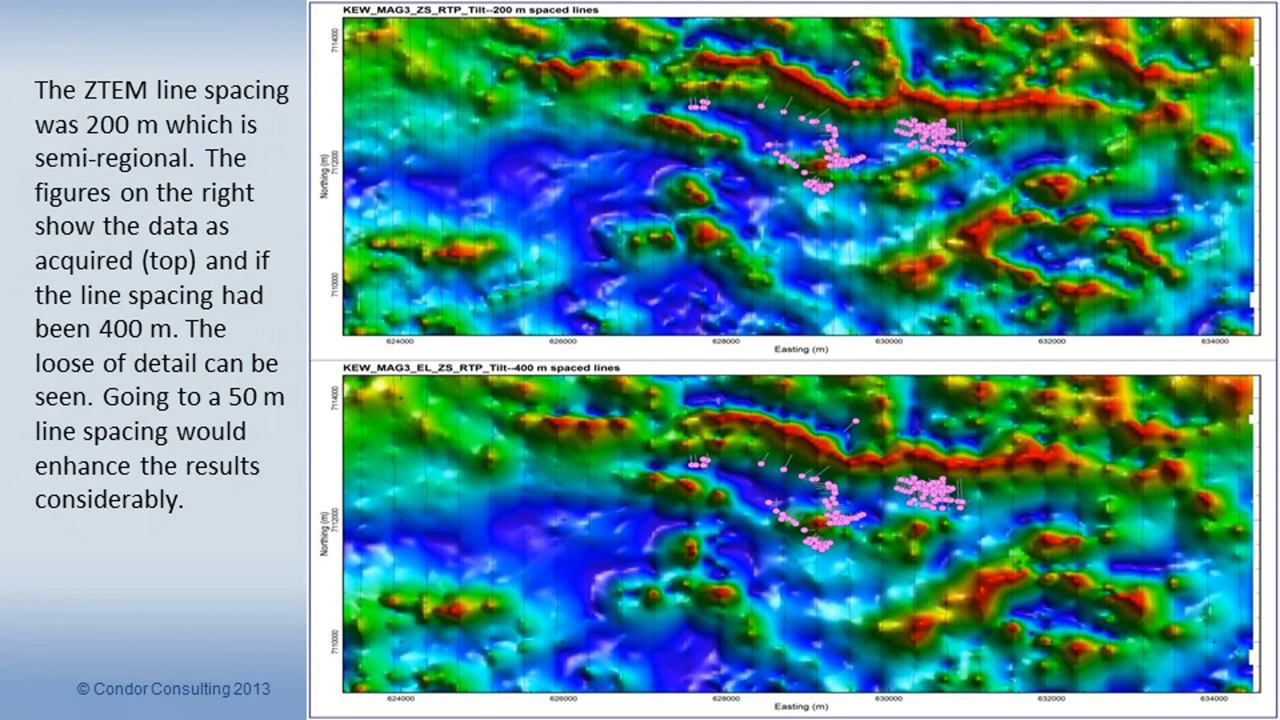 The ZTEM line spacing
was 200 m which is
semi-regional. The
figures on the right
show the data as
acquired (top) and if
the line spacing had
been 400 m. The
loose of detail can be
seen. Going to a 50 m
line spacing would
enhance the results
considerably.
© Condor Consulting 2013
KEW_MAG3_ZS_RTP_Tilt--200 m spaced lines
7114000
7112000
7110000
Northing (m)
624000 626000 628000 630000 632000 634000
Easting (m)
KEW_MAG3_EL_ZS_RTP_Tilt--400 m spaced lines
7114000
7112000
7110000
Northing (m)
624000 626000 628000 630000 632000 634000
Easting (m)